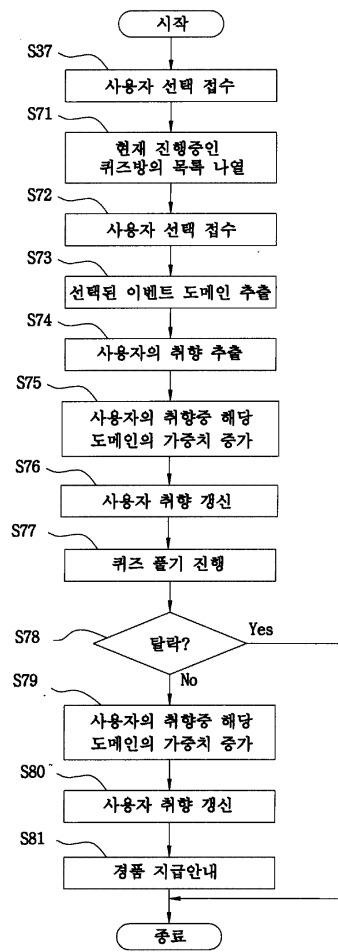 시작
S37
사용자 선택 접수
S71
현재 진행중인
퀴즈방의 목록 나열
S72
사용자 선택 접수
S73
선택된 이벤트 도메인 추출
S74
사용자의 취향 추출
S75
사용자의 취향중 해당
도메인의 가중치 증가
S76
사용자 취향 갱신
S77
퀴즈 풀기 진행
S78
탈락?
Yes
No
S79
사용자의 취향중 해당
도메인의 가중치 증가
S80
사용자 취향 갱신
S81
경품 지급안내
종료